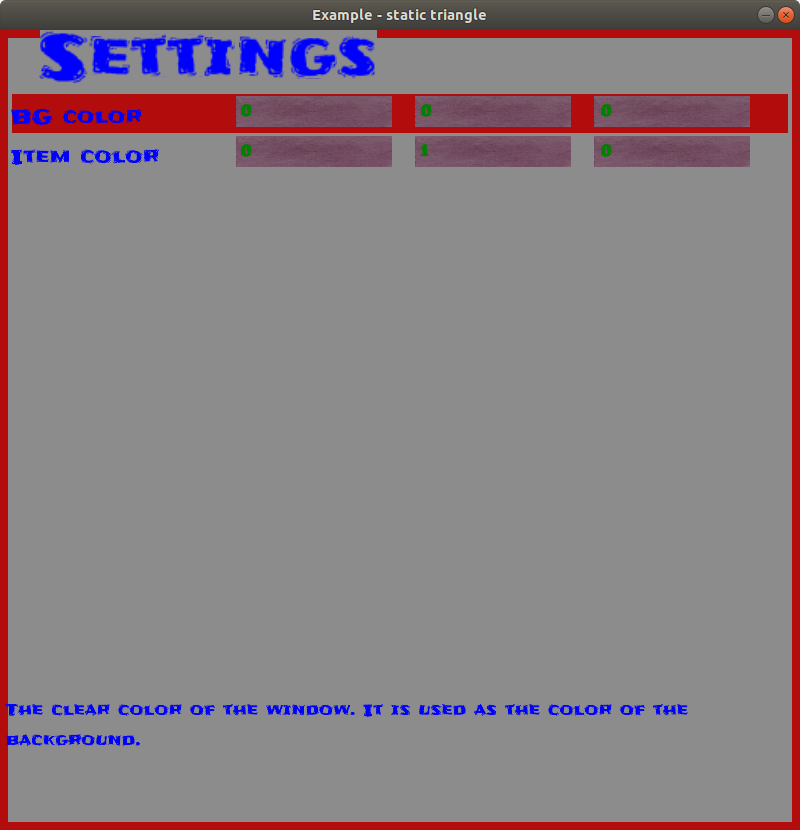 Example - static triangle
Settings
BG color 0 0 0
Item color 0 1 0
The clear color of the window. It is used as the color of the
background.